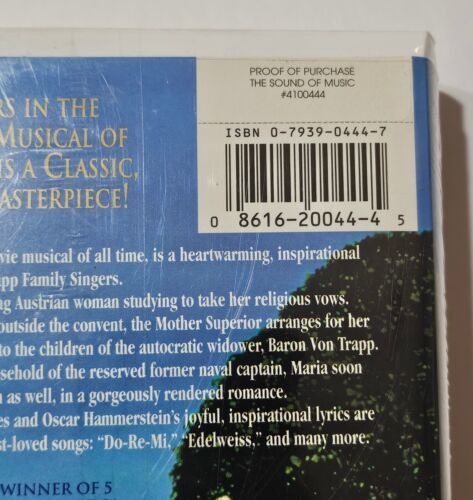 PROOF OF PURCHASE
THE SOUND OF MUSIC
#4100444
RS IN THE
MUSICAL OF
IS A CLASSIC,
ASTERPIECE!
ISBN 0-7939-0444-7
0 8616-20044-4 5
vie musical of all time, is a heartwarming, inspirational
pp Family Singers.
ng Austrian woman studying to take her religious vows.
outside the convent, the Mother Superior arranges for her
to the children of the autocratic widower, Baron Von Trapp.
sehold of the reserved former naval captain, Maria soon
n as well, in a gorgeously rendered romance.
es and Oscar Hammerstein's joyful, inspirational lyrics are
st-loved songs: "Do-Re-Mi," "Edelweiss," and many more.
WINNER OF 5